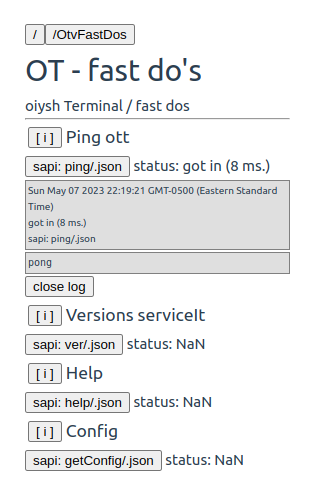 / /OtvFastDos
OT - fast do's
oiysh Terminal / fast dos
[ i ] Ping ott
sapi: ping/.json status: got in (8 ms.)
Sun May 07 2023 22:19:21 GMT-0500 (Eastern Standard
Time)
got in (8 ms.)
sapi: ping/.json
pong
close log
[ i ] Versions serviceIt
sapi: ver/.json status: NaN
[ i ] Help
sapi: help/.json status: NaN
[ i ] Config
sapi: getConfig/.json status: NaN